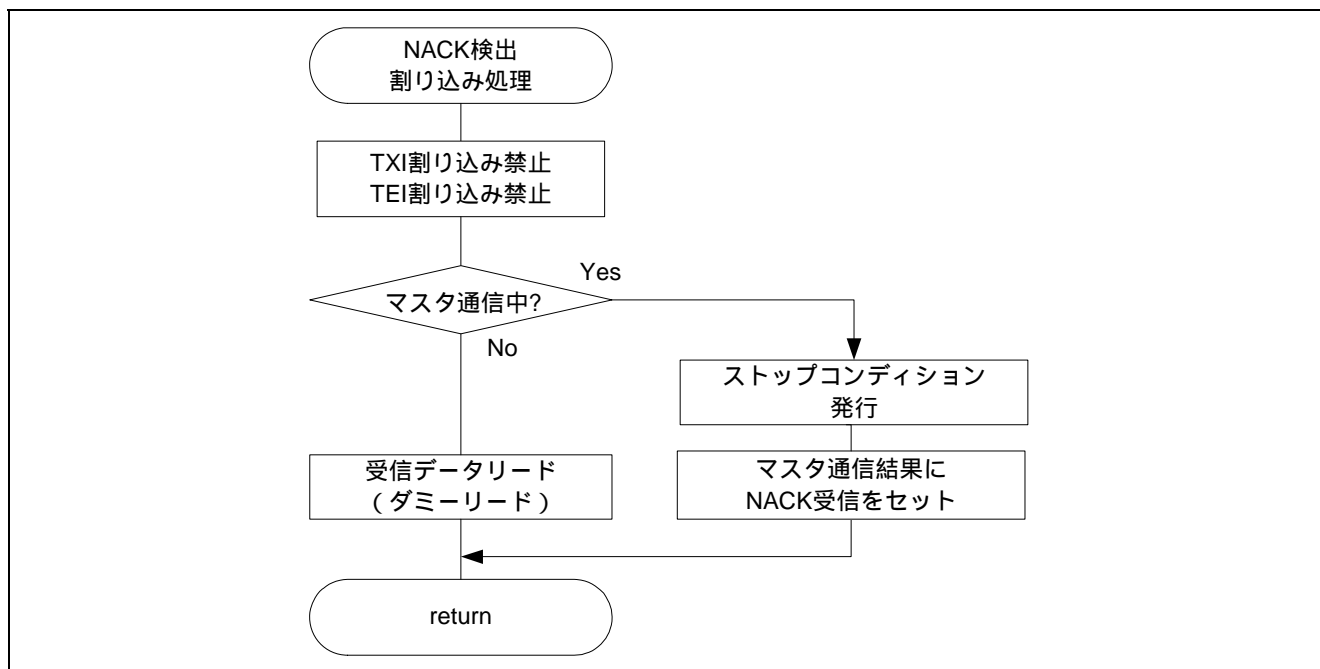 NACK検出
割り込み処理
TXI割り込み禁止
TEI割り込み禁止
Yes
マスタ通信中?
No
ストップコンディション
発行
受信データリード
（ダミーリード）
マスタ通信結果に
NACK受信をセット
return